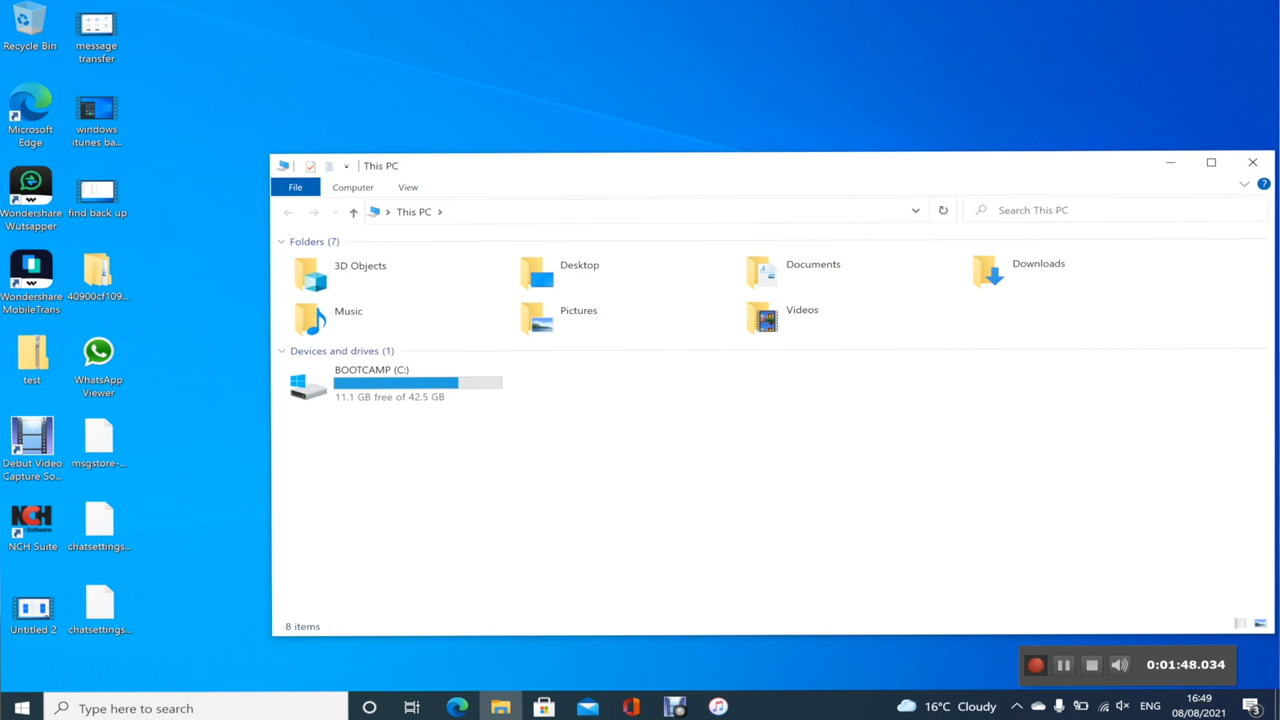 Recycle Bin
message
transfer
Microsoft
Edge
windows
itunes ba...
Wondershare
Wutsapper
find back up
Wondershare
MobileTrans
40900cf109...
test
WhatsApp
Viewer
Debut Video
Capture So...
msgstore-...
NCH
Software
NCH Suite
chatsettings...
Untitled 2
chatsettings...
This PC
File
Computer
View
This PC
Search This PC
Folders (7)
3D Objects
Desktop
Documents
Downloads
Music
Pictures
Videos
Devices and drives (1)
BOOTCAMP (C:)
11.1 GB free of 42.5 GB
8 items
0:01:48.034
Type here to search
16°C Cloudy
ENG
16:49
08/08/2021
3